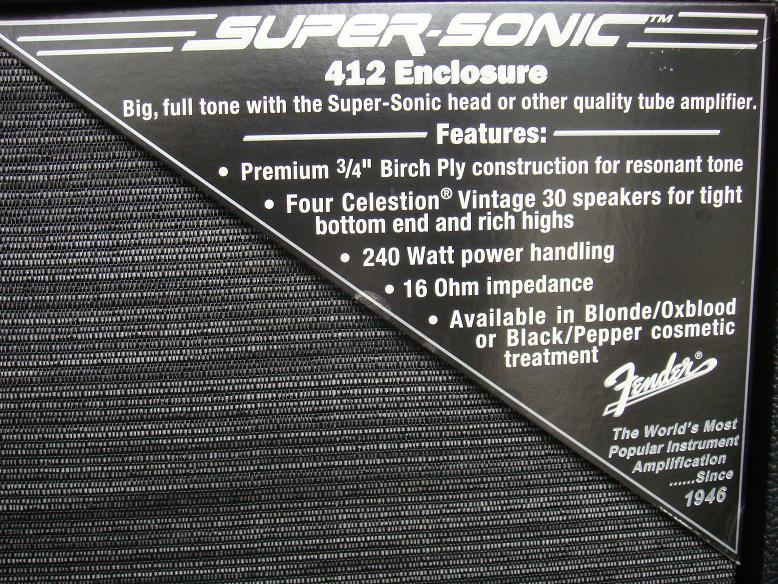 SUPER-SONIC™
412 Enclosure
Big, full tone with the Super-Sonic head or other quality tube amplifier.
Features:
• Premium 3/4" Birch Ply construction for resonant tone
• Four Celestion® Vintage 30 speakers for tight
bottom end and rich highs
• 240 Watt power handling
• 16 Ohm impedance
• Available in Blonde/Oxblood
or Black/Pepper cosmetic
treatment
Fender®
The World's Most
Popular Instrument
Amplification
......Since
1946